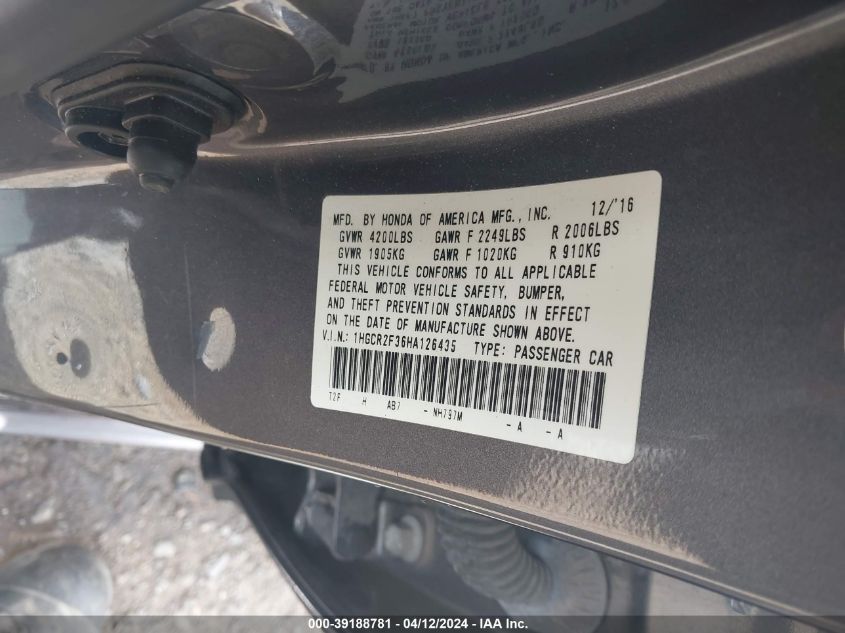 MFD. BY HONDA OF AMERICA MFG., INC. 12/'16
GVWR 4200LBS GAWR F 2249LBS R 2006LBS
GVWR 1905KG GAWR F 1020KG R 910KG
THIS VEHICLE CONFORMS TO ALL APPLICABLE
FEDERAL MOTOR VEHICLE SAFETY, BUMPER,
AND THEFT PREVENTION STANDARDS IN EFFECT
ON THE DATE OF MANUFACTURE SHOWN ABOVE.
V.I.N.: 1HGCR2F36HA126435 TYPE: PASSENGER CAR
T2F H AB7 - NH797M - A - A
000-39188781 - 04/12/2024 - IAA Inc.